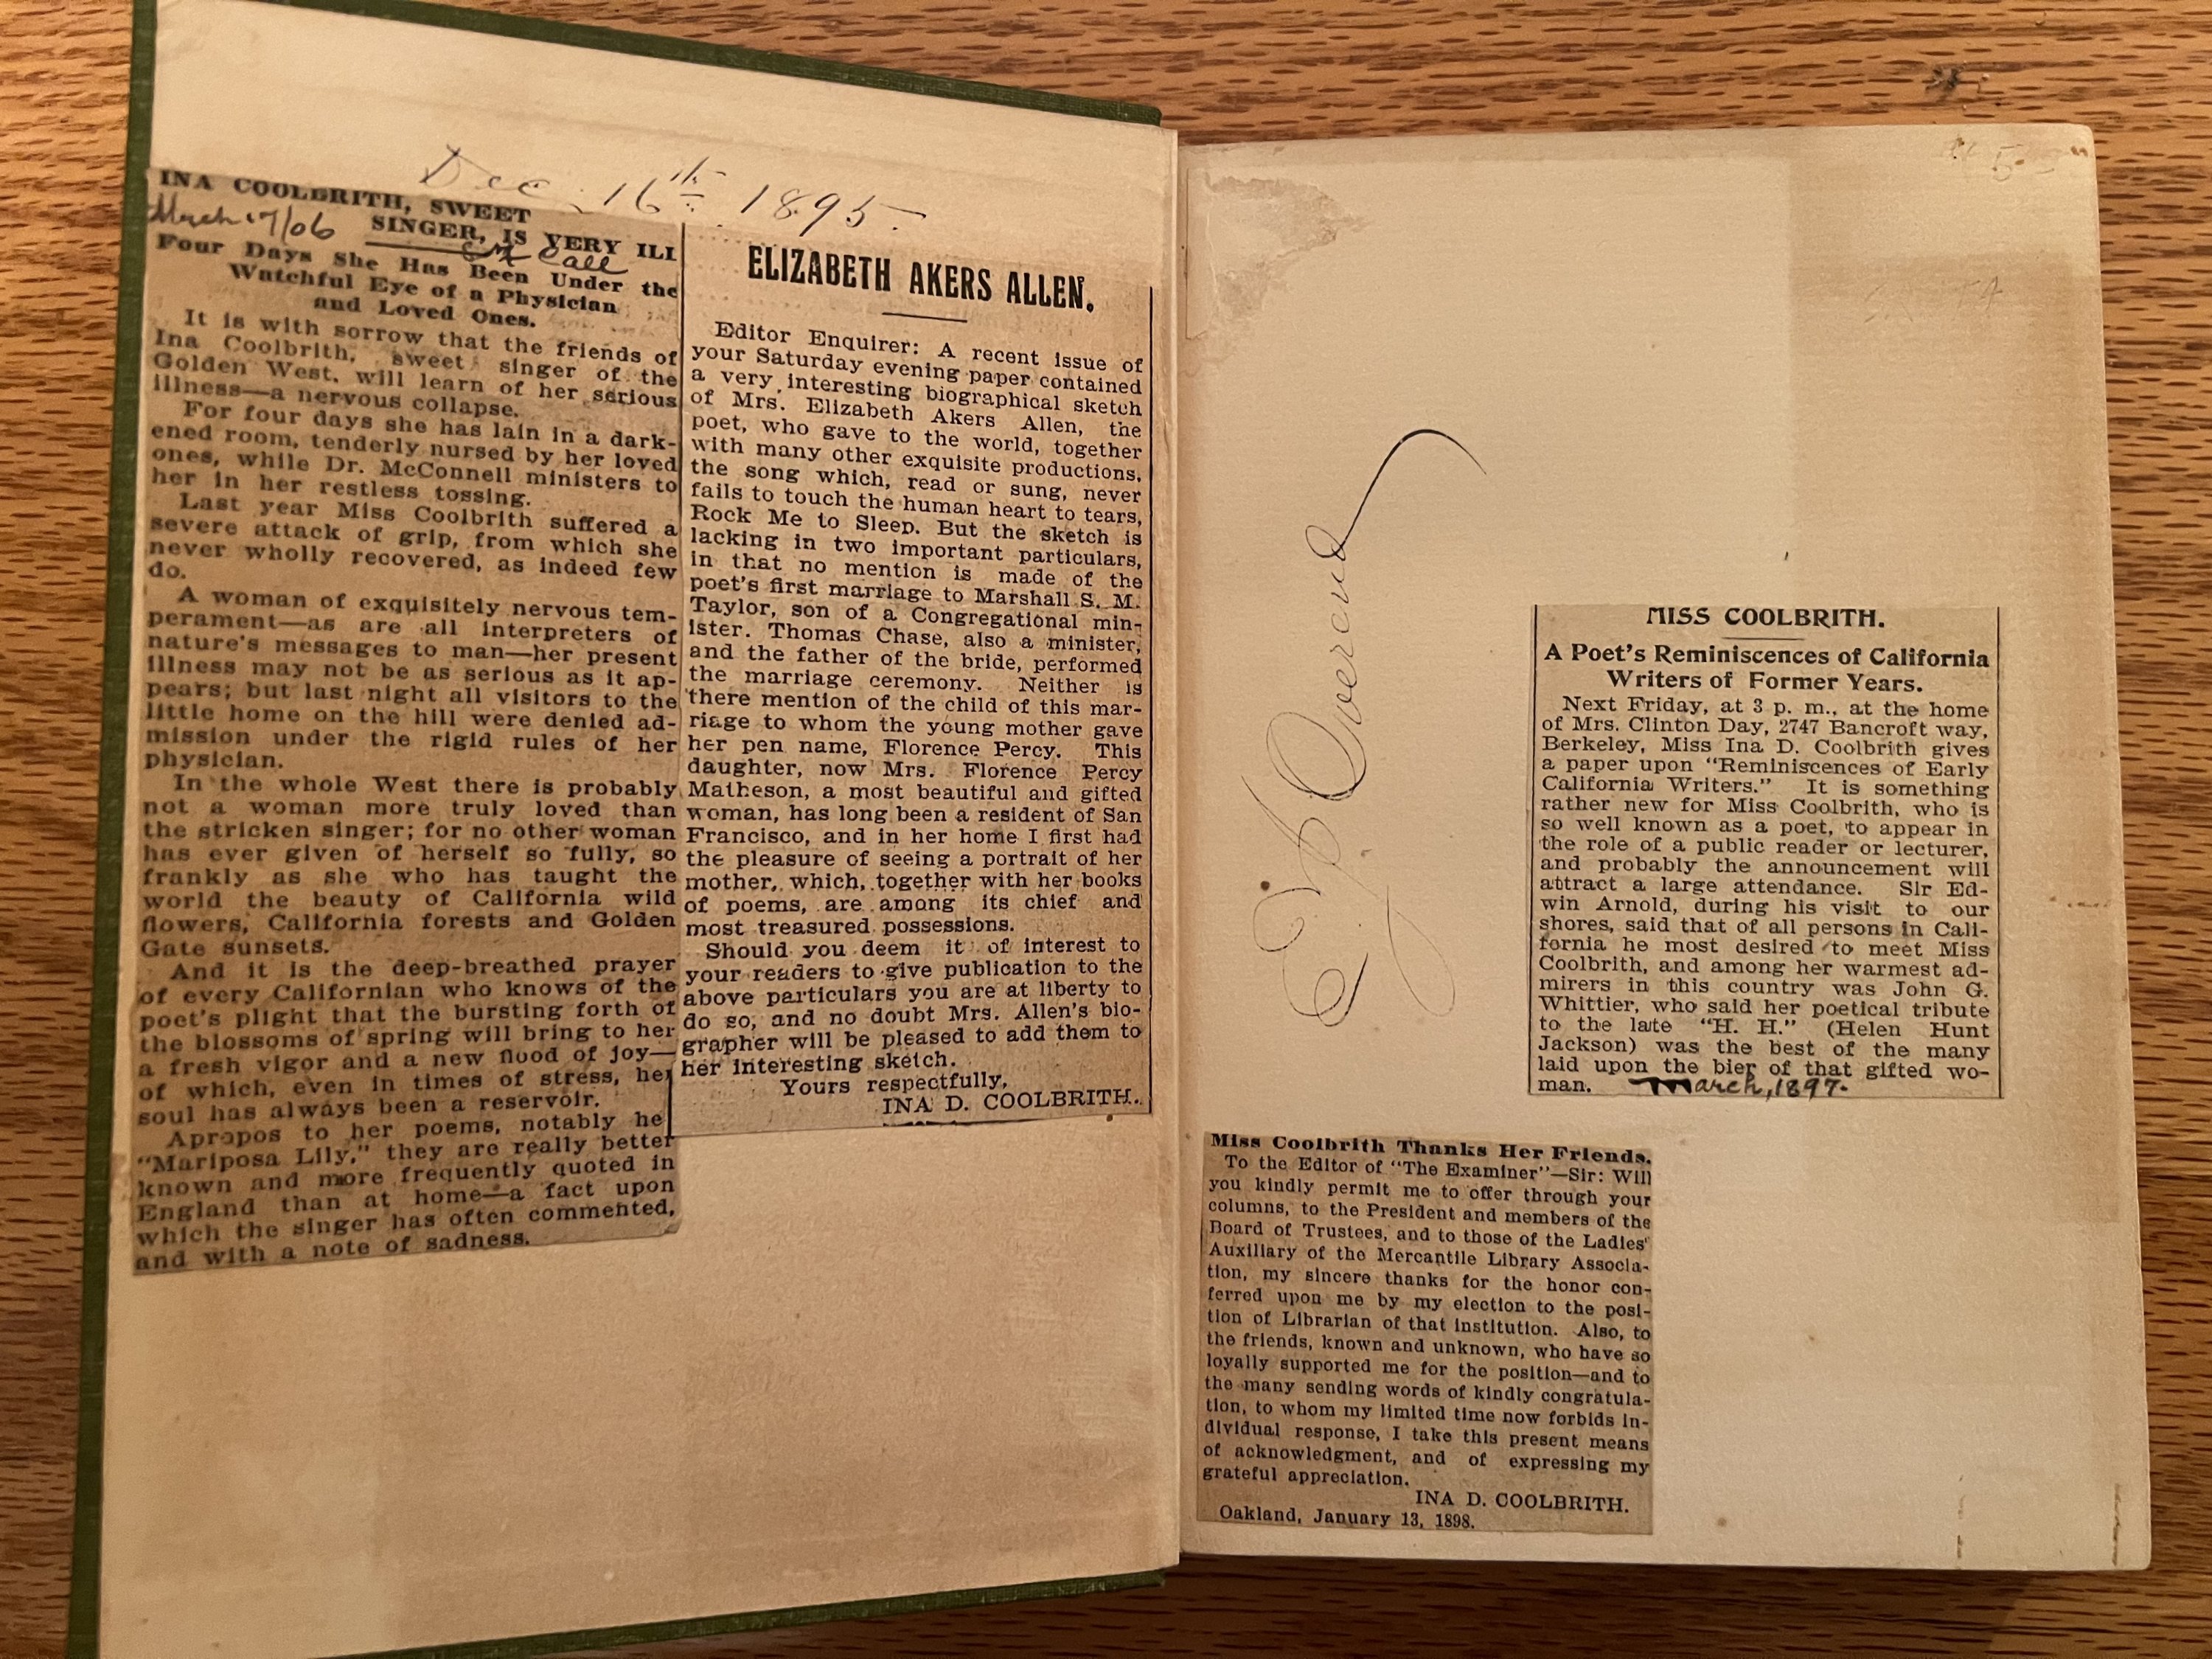 Dec. 16th 1895.
INA COOLBRITH, SWEET
SINGER, IS VERY ILL
March 17/06
Call
Four Days She Has Been Under the
Watchful Eye of a Physician
and Loved Ones.
It is with sorrow that the friends of
Ina Coolbrith, sweet singer of the
Golden West, will learn of her serious
illness—a nervous collapse.
For four days she has lain in a dark-
ened room, tenderly nursed by her loved
ones, while Dr. McConnell ministers to
her in her restless tossing.
Last year Miss Coolbrith suffered a
severe attack of grip, from which she
never wholly recovered, as indeed few
do.
A woman of exquisitely nervous tem-
perament—as are all interpreters of
nature's messages to man—her present
illness may not be as serious as it ap-
pears; but last night all visitors to the
little home on the hill were denied ad-
mission under the rigid rules of her
physician.
In the whole West there is probably
not a woman more truly loved than
the stricken singer; for no other woman
has ever given of herself so fully, so
frankly as she who has taught the
world the beauty of California wild
flowers, California forests and Golden
Gate sunsets.
And it is the deep-breathed prayer
of every Californian who knows of the
poet's plight that the bursting forth of
the blossoms of spring will bring to her
a fresh vigor and a new flood of joy—
of which, even in times of stress, her
soul has always been a reservoir.
Apropos to her poems, notably he
"Mariposa Lily," they are really better
known and more frequently quoted in
England than at home—a fact upon
which the singer has often commented,
and with a note of sadness.
ELIZABETH AKERS ALLEN.
Editor Enquirer: A recent issue of
your Saturday evening paper contained
a very interesting biographical sketch
of Mrs. Elizabeth Akers Allen, the
poet, who gave to the world, together
with many other exquisite productions,
the song which, read or sung, never
fails to touch the human heart to tears,
Rock Me to Sleep. But the sketch is
lacking in two important particulars,
in that no mention is made of the
poet's first marriage to Marshall S. M.
Taylor, son of a Congregational min-
ister. Thomas Chase, also a minister,
and the father of the bride, performed
the marriage ceremony. Neither is
there mention of the child of this mar-
riage to whom the young mother gave
her pen name, Florence Percy. This
daughter, now Mrs. Florence Percy
Matheson, a most beautiful and gifted
woman, has long been a resident of San
Francisco, and in her home I first had
the pleasure of seeing a portrait of her
mother, which, together with her books
of poems, are among its chief and
most treasured possessions.
Should you deem it of interest to
your readers to give publication to the
above particulars you are at liberty to
do so, and no doubt Mrs. Allen's bio-
grapher will be pleased to add them to
her interesting sketch.
Yours respectfully,
INA D. COOLBRITH.
Overend
MISS COOLBRITH.
A Poet's Reminiscences of California
Writers of Former Years.
Next Friday, at 3 p. m., at the home
of Mrs. Clinton Day, 2747 Bancroft way,
Berkeley, Miss Ina D. Coolbrith gives
a paper upon "Reminiscences of Early
California Writers." It is something
rather new for Miss Coolbrith, who is
so well known as a poet, to appear in
the role of a public reader or lecturer,
and probably the announcement will
attract a large attendance. Sir Ed-
win Arnold, during his visit to our
shores, said that of all persons in Cali-
fornia he most desired to meet Miss
Coolbrith, and among her warmest ad-
mirers in this country was John G.
Whittier, who said her poetical tribute
to the late "H. H." (Helen Hunt
Jackson) was the best of the many
laid upon the bier of that gifted wo-
man. March, 1897.
Miss Coolbrith Thanks Her Friends.
To the Editor of "The Examiner"—Sir: Will
you kindly permit me to offer through your
columns, to the President and members of the
Board of Trustees, and to those of the Ladies'
Auxiliary of the Mercantile Library Associa-
tion, my sincere thanks for the honor con-
ferred upon me by my election to the posi-
tion of Librarian of that institution. Also, to
the friends, known and unknown, who have so
loyally supported me for the position—and to
the many sending words of kindly congratula-
tion, to whom my limited time now forbids in-
dividual response, I take this present means
of acknowledgment, and of expressing my
grateful appreciation.
INA D. COOLBRITH.
Oakland, January 13, 1898.